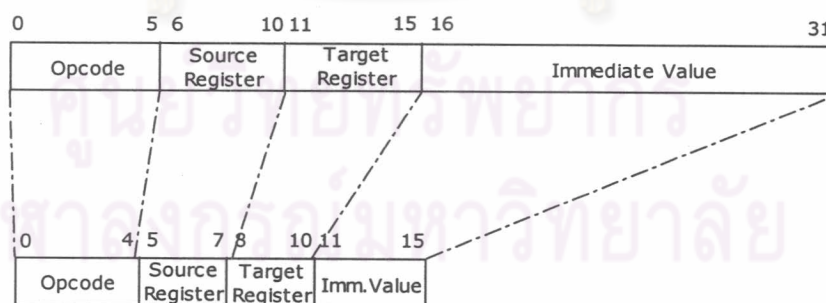 0 5 6 10 11 15 16 31
Opcode Source Register Target Register Immediate Value
ศูนย์วิทยทรัพยากร
จุฬาลงกรณ์มหาวิทยาลัย
0 4 5 7 8 10 11 15
Opcode Source Register Target Register Imm.Value